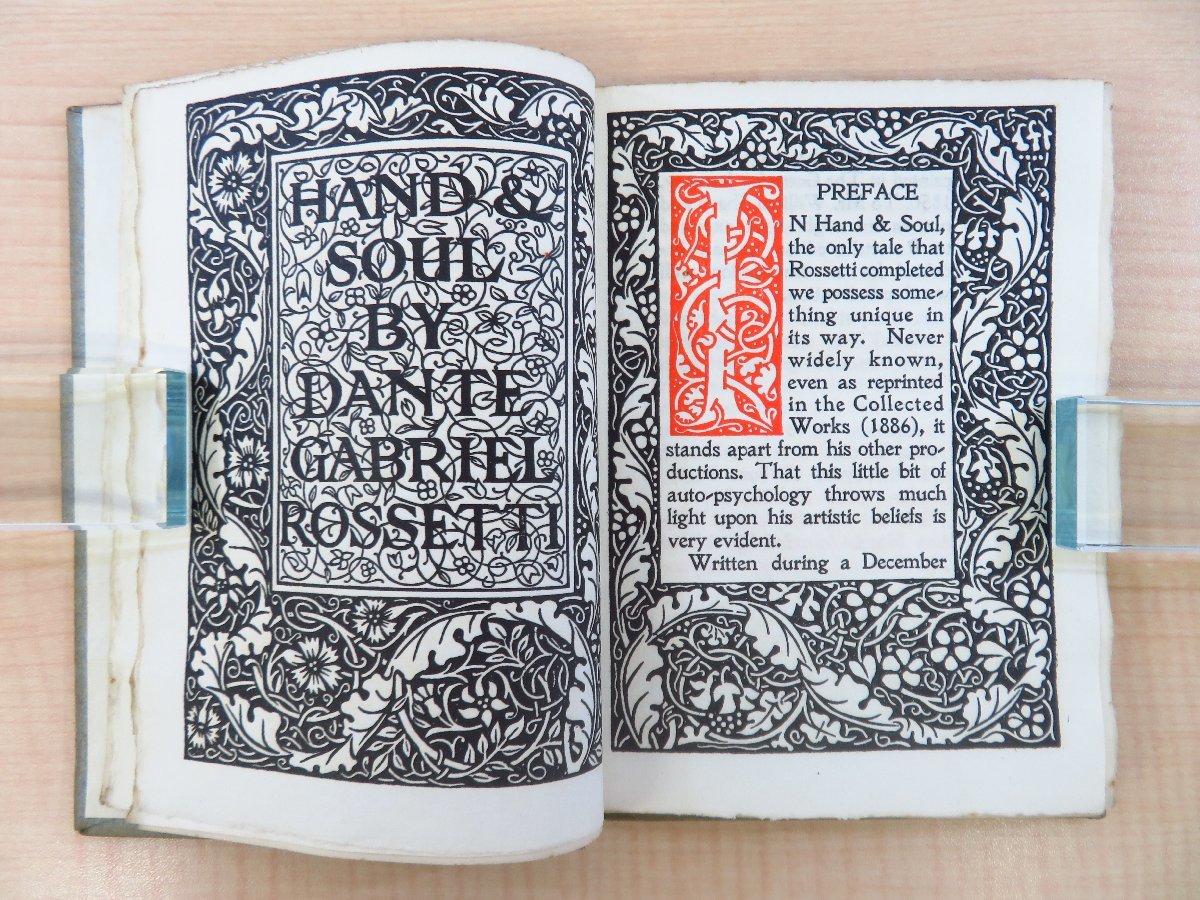 HAND &
SOUL
BY
DANTE
GABRIEL
ROSSETTI
PREFACE
IN Hand & Soul,
the only tale that
Rossetti completed
we possess some-
thing unique in
its way. Never
widely known,
even as reprinted
in the Collected
Works (1886), it
stands apart from his other pro-
ductions. That this little bit of
auto-psychology throws much
light upon his artistic beliefs is
very evident.
Written during a December